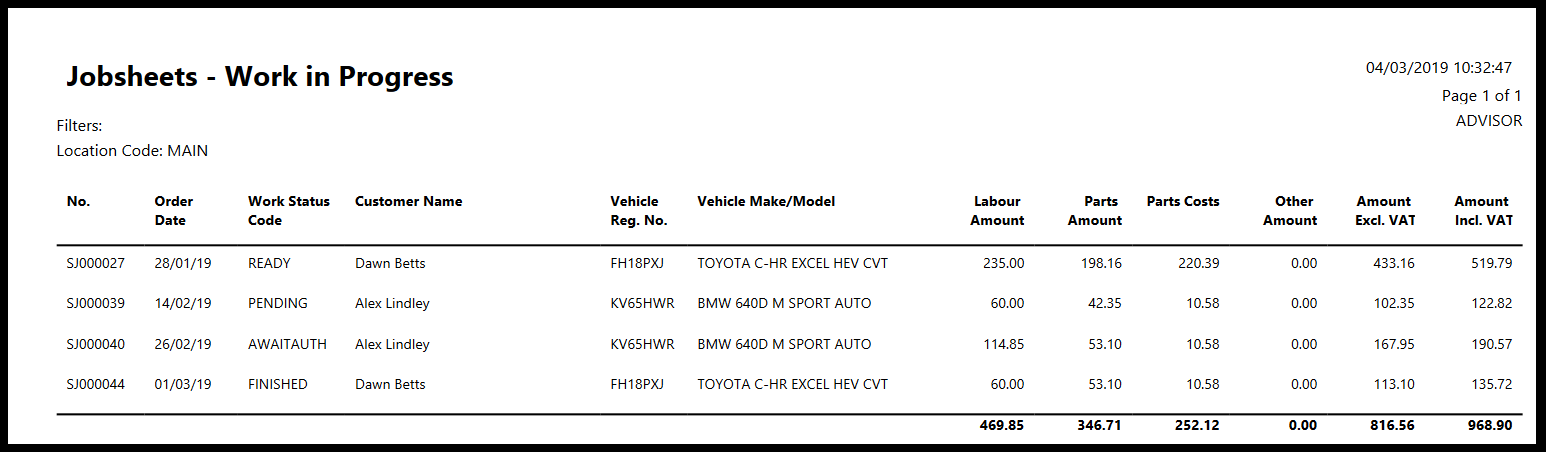 Jobsheets - Work in Progress
04/03/2019 10:32:47
Page 1 of 1
ADVISOR
Filters:
Location Code: MAIN
No. Order Date Work Status Code Customer Name Vehicle Reg. No. Vehicle Make/Model Labour Amount Parts Amount Parts Costs Other Amount Amount Excl. VAT Amount Incl. VAT
SJ000027 28/01/19 READY Dawn Betts FH18PXJ TOYOTA C-HR EXCEL HEV CVT 235.00 198.16 220.39 0.00 433.16 519.79
SJ000039 14/02/19 PENDING Alex Lindley KV65HWR BMW 640D M SPORT AUTO 60.00 42.35 10.58 0.00 102.35 122.82
SJ000040 26/02/19 AWAITAUTH Alex Lindley KV65HWR BMW 640D M SPORT AUTO 114.85 53.10 10.58 0.00 167.95 190.57
SJ000044 01/03/19 FINISHED Dawn Betts FH18PXJ TOYOTA C-HR EXCEL HEV CVT 60.00 53.10 10.58 0.00 113.10 135.72
469.85 346.71 252.12 0.00 816.56 968.90